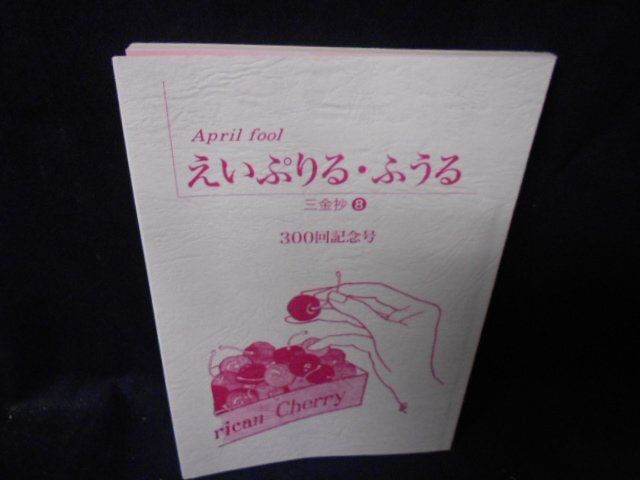 April fool
えいぷりる・ふうる
三金抄 8
300回記念号
rican Cherry